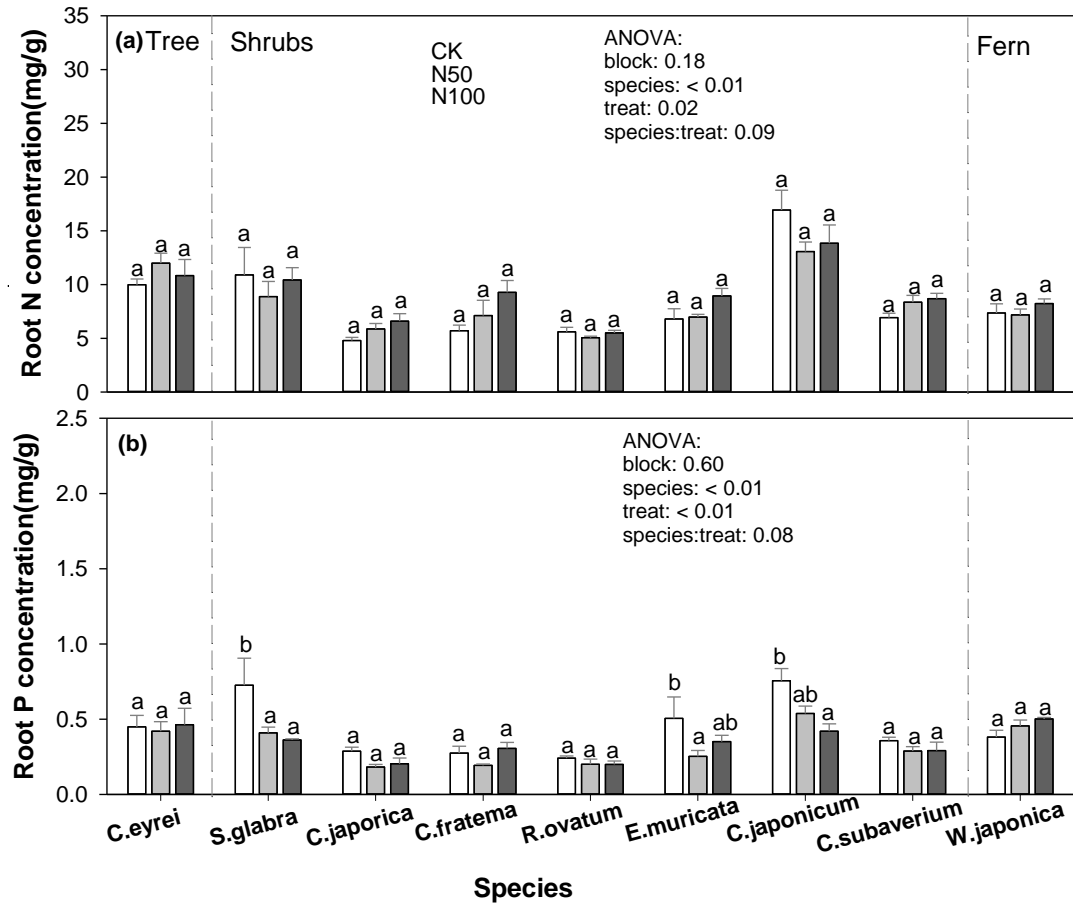 (a) Tree
Shrubs
CK
N50
N100
ANOVA:
block: 0.18
species: < 0.01
treat: 0.02
species:treat: 0.09
Fern
Root N concentration(mg/g)
35
30
25
20
15
10
5
0
a a a a a a a a a a a a a a a a a a a a a a a a a a a
(b)
ANOVA:
block: 0.60
species: < 0.01
treat: < 0.01
species:treat: 0.08
Root P concentration(mg/g)
2.5
2.0
1.5
1.0
0.5
0.0
a a a b a a a a a a a a a a a b a ab b ab a a a a a a a
C.eyrei S.glabra C.japorica C.fratema R.ovatum E.muricata C.japonicum C.subaverium W.japonica
Species